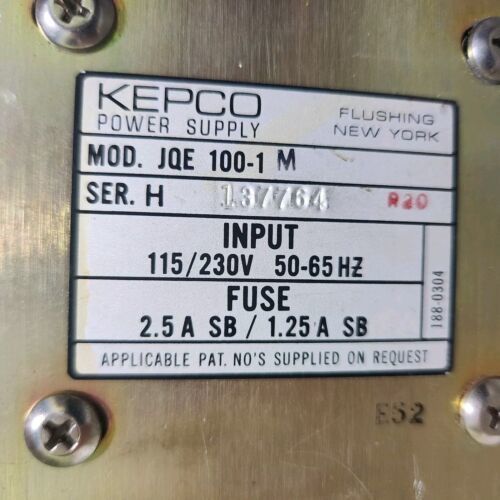 KEPCO
POWER SUPPLY
FLUSHING
NEW YORK
MOD. JQE 100-1 M
SER. H 137764 R20
INPUT
115/230V 50-65 HZ
FUSE
2.5 A SB / 1.25 A SB
188-0304
APPLICABLE PAT. NO'S SUPPLIED ON REQUEST
E52